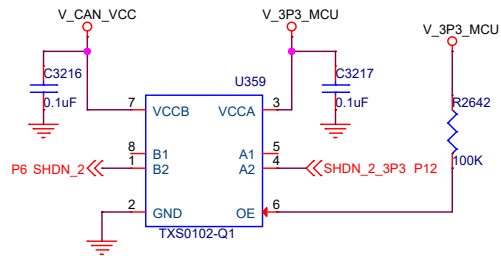 V_CAN_VCC
V_3P3_MCU
V_3P3_MCU
C3216
0.1uF
U359
C3217
0.1uF
R2642
100K
7 VCCB VCCA 3
8 B1 A1 5
P6 SHDN_2 1 B2 A2 4 SHDN_2_3P3 P12
2 GND OE 6
TXS0102-Q1